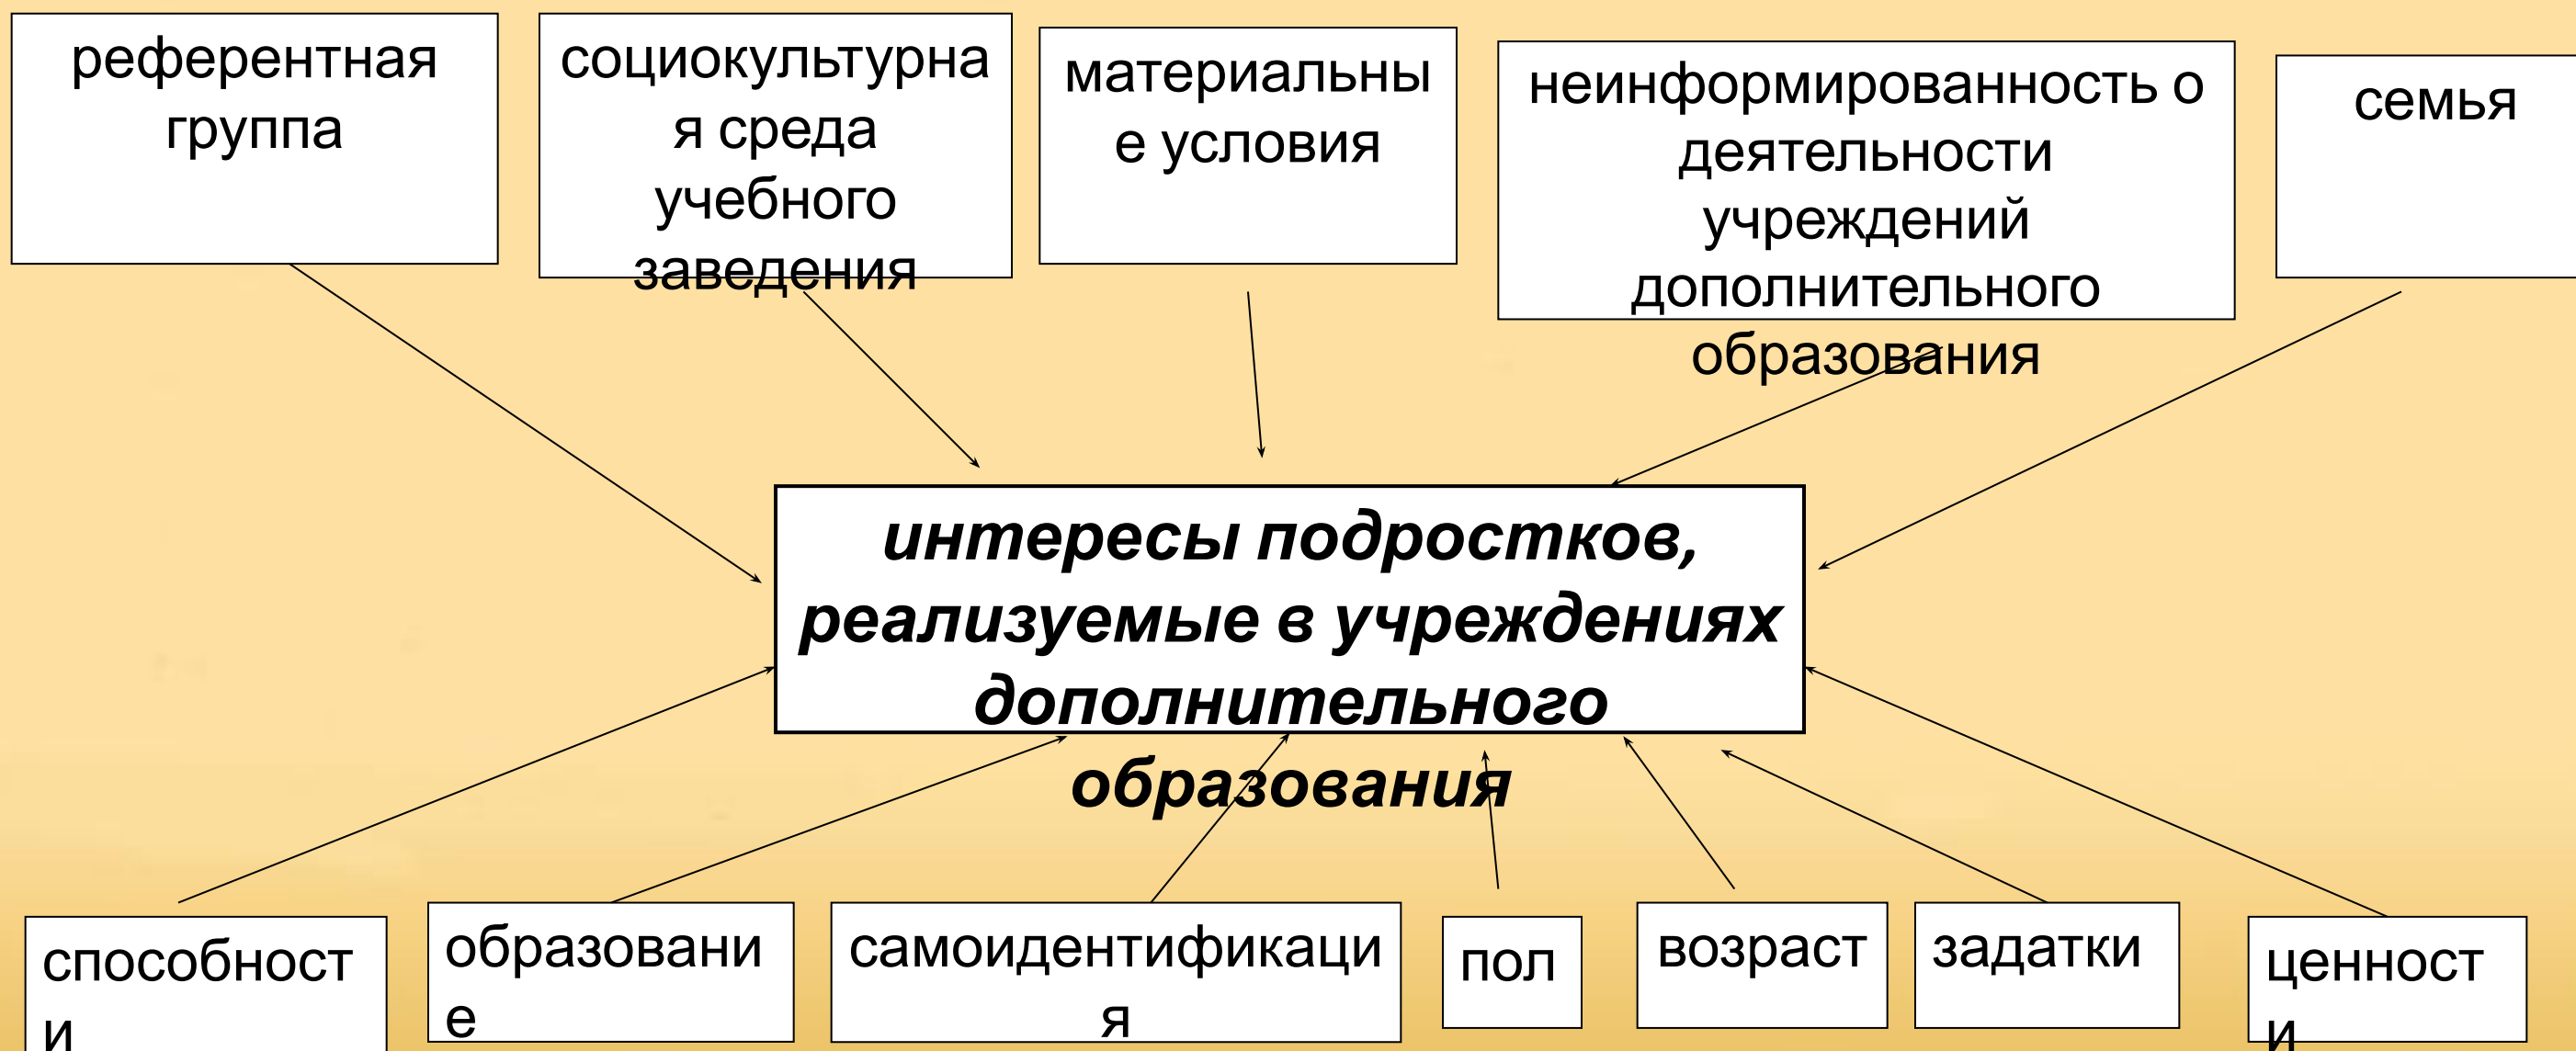 референтная
группа
социокультурна
я среда
учебного
заведения
материальны
е условия
неинформированность о
деятельности
учреждений
дополнительного
образования
семья
интересы подростков,
реализуемые в учреждениях
дополнительного
образования
способност
и
образовани
е
самоидентификаци
я
пол
возраст
задатки
ценност
и